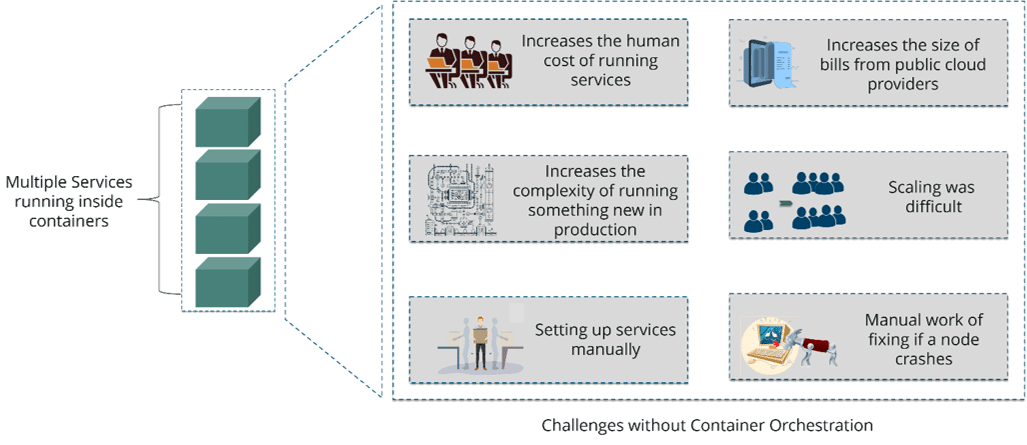 Multiple Services
running inside
containers
Increases the human
cost of running
services
Increases the size of
bills from public cloud
providers
Increases the
complexity of running
something new in
production
Scaling was
difficult
Setting up services
manually
Manual work of
fixing if a node
crashes
Challenges without Container Orchestration